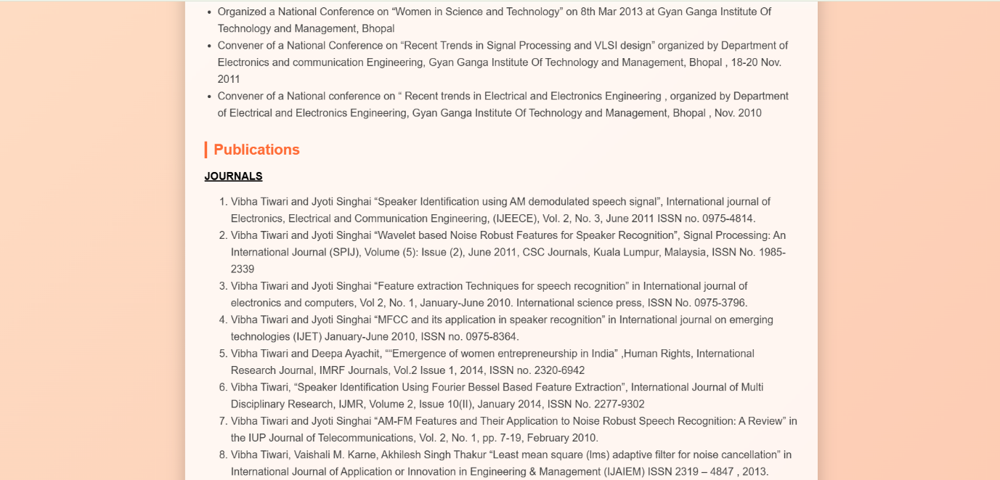 • Organized a National Conference on “Women in Science and Technology” on 8th Mar 2013 at Gyan Ganga Institute Of
Technology and Management, Bhopal
• Convener of a National Conference on “Recent Trends in Signal Processing and VLSI design” organized by Department of
Electronics and communication Engineering, Gyan Ganga Institute Of Technology and Management, Bhopal , 18-20 Nov.
2011
• Convener of a National conference on “ Recent trends in Electrical and Electronics Engineering , organized by Department
of Electrical and Electronics Engineering, Gyan Ganga Institute Of Technology and Management, Bhopal , Nov. 2010
Publications
JOURNALS
1. Vibha Tiwari and Jyoti Singhai “Speaker Identification using AM demodulated speech signal”, International journal of
Electronics, Electrical and Communication Engineering, (IJEECE), Vol. 2, No. 3, June 2011 ISSN no. 0975-4814.
2. Vibha Tiwari and Jyoti Singhai “Wavelet based Noise Robust Features for Speaker Recognition”, Signal Processing: An
International Journal (SPIJ), Volume (5): Issue (2), June 2011, CSC Journals, Kuala Lumpur, Malaysia, ISSN No. 1985-
2339
3. Vibha Tiwari and Jyoti Singhai “Feature extraction Techniques for speech recognition” in International journal of
electronics and computers, Vol 2, No. 1, January-June 2010. International science press, ISSN No. 0975-3796.
4. Vibha Tiwari and Jyoti Singhai “MFCC and its application in speaker recognition” in International journal on emerging
technologies (IJET) January-June 2010, ISSN no. 0975-8364.
5. Vibha Tiwari and Deepa Ayachit, ““Emergence of women entrepreneurship in India” ,Human Rights, International
Research Journal, IMRF Journals, Vol.2 Issue 1, 2014, ISSN no. 2320-6942
6. Vibha Tiwari, “Speaker Identification Using Fourier Bessel Based Feature Extraction”, International Journal of Multi
Disciplinary Research, IJMR, Volume 2, Issue 10(II), January 2014, ISSN No. 2277-9302
7. Vibha Tiwari and Jyoti Singhai “AM-FM Features and Their Application to Noise Robust Speech Recognition: A Review” in
the IUP Journal of Telecommunications, Vol. 2, No. 1, pp. 7-19, February 2010.
8. Vibha Tiwari, Vaishali M. Karne, Akhilesh Singh Thakur “Least mean square (lms) adaptive filter for noise cancellation” in
International Journal of Application or Innovation in Engineering & Management (IJAIEM) ISSN 2319 – 4847 , 2013.